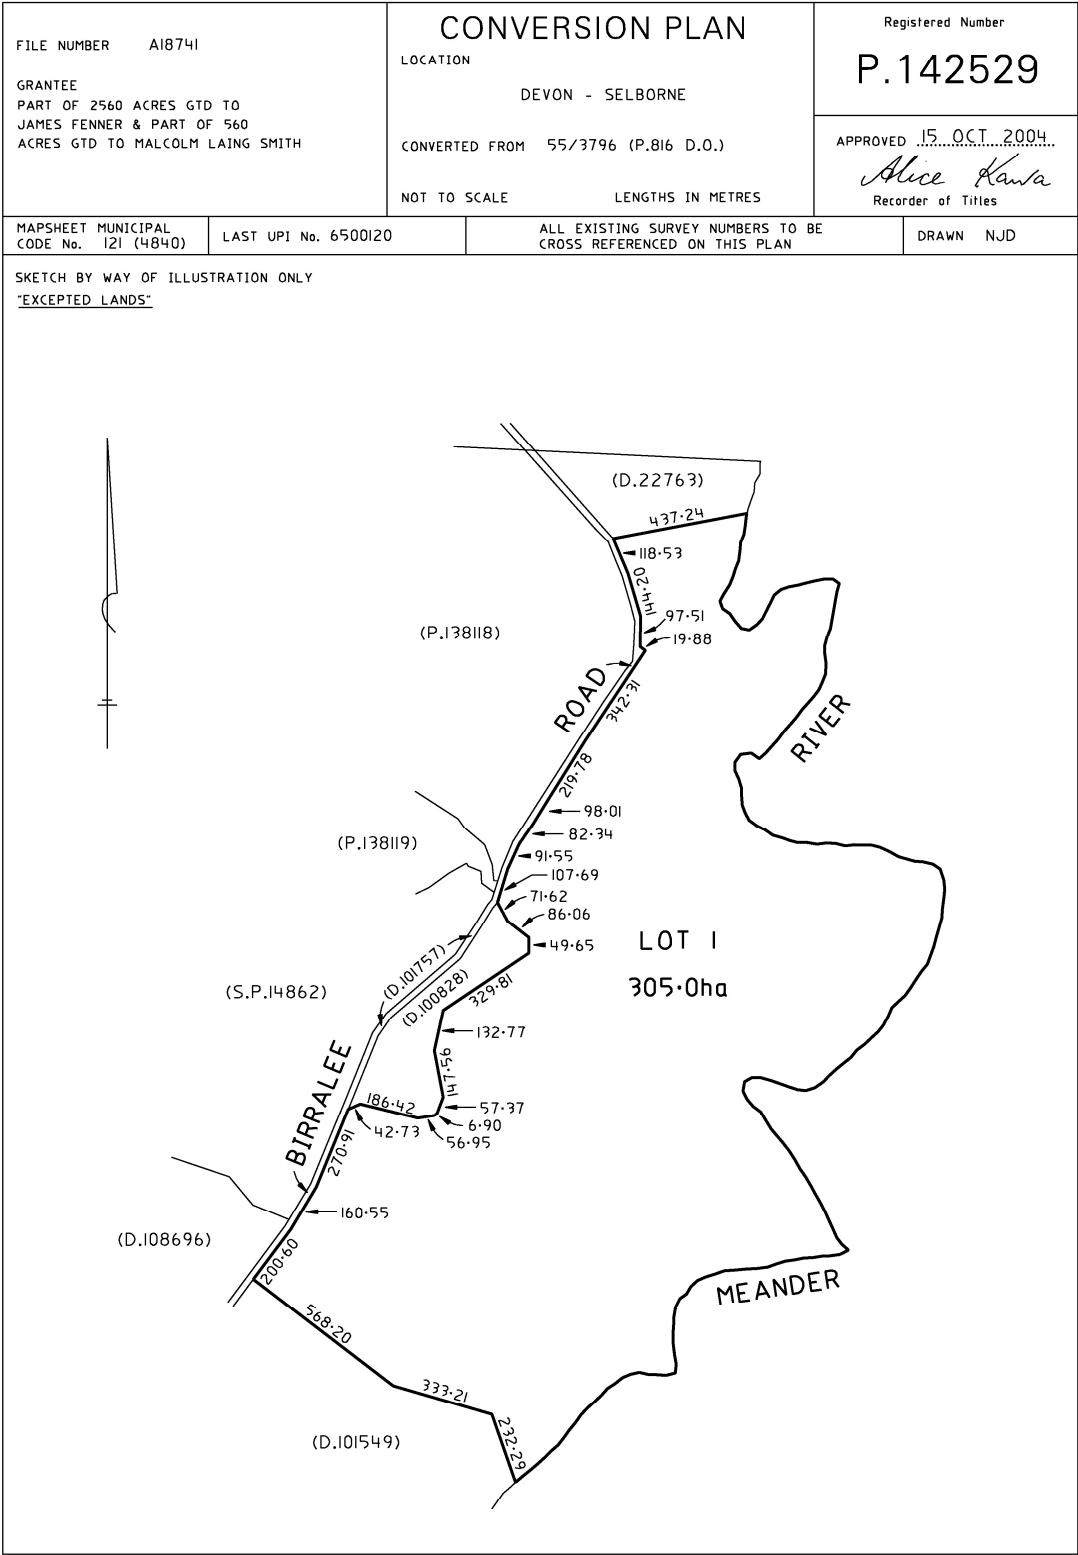 FILE NUMBER A18741
GRANTEE
PART OF 2560 ACRES GTD TO
JAMES FENNER & PART OF 560
ACRES GTD TO MALCOLM LAING SMITH
CONVERSION PLAN
LOCATION
DEVON - SELBORNE
CONVERTED FROM 55/3796 (P.816 D.O.)
NOT TO SCALE LENGTHS IN METRES
Registered Number
P.142529
APPROVED 15 OCT 2004
Alice Kawa
Recorder of Titles
MAPSHEET MUNICIPAL
CODE No. 121 (4840)
LAST UPI No. 6500120
ALL EXISTING SURVEY NUMBERS TO BE
CROSS REFERENCED ON THIS PLAN
DRAWN NJD
SKETCH BY WAY OF ILLUSTRATION ONLY
"EXCEPTED LANDS"
(D.22763)
437·24
118·53
144·20
97·51
19·88
(P.138118)
ROAD
342·31
RIVER
219·78
98·01
82·34
(P.138119)
91·55
107·69
71·62
86·06
49·65
LOT 1
305·0ha
(D.101757)
(D.100828)
329·81
(S.P.14862)
132·77
147·56
BIRRALEE
186·42
57·37
6·90
56·95
42·73
270·91
160·55
(D.108696)
200·60
MEANDER
568·20
333·21
232·29
(D.101549)